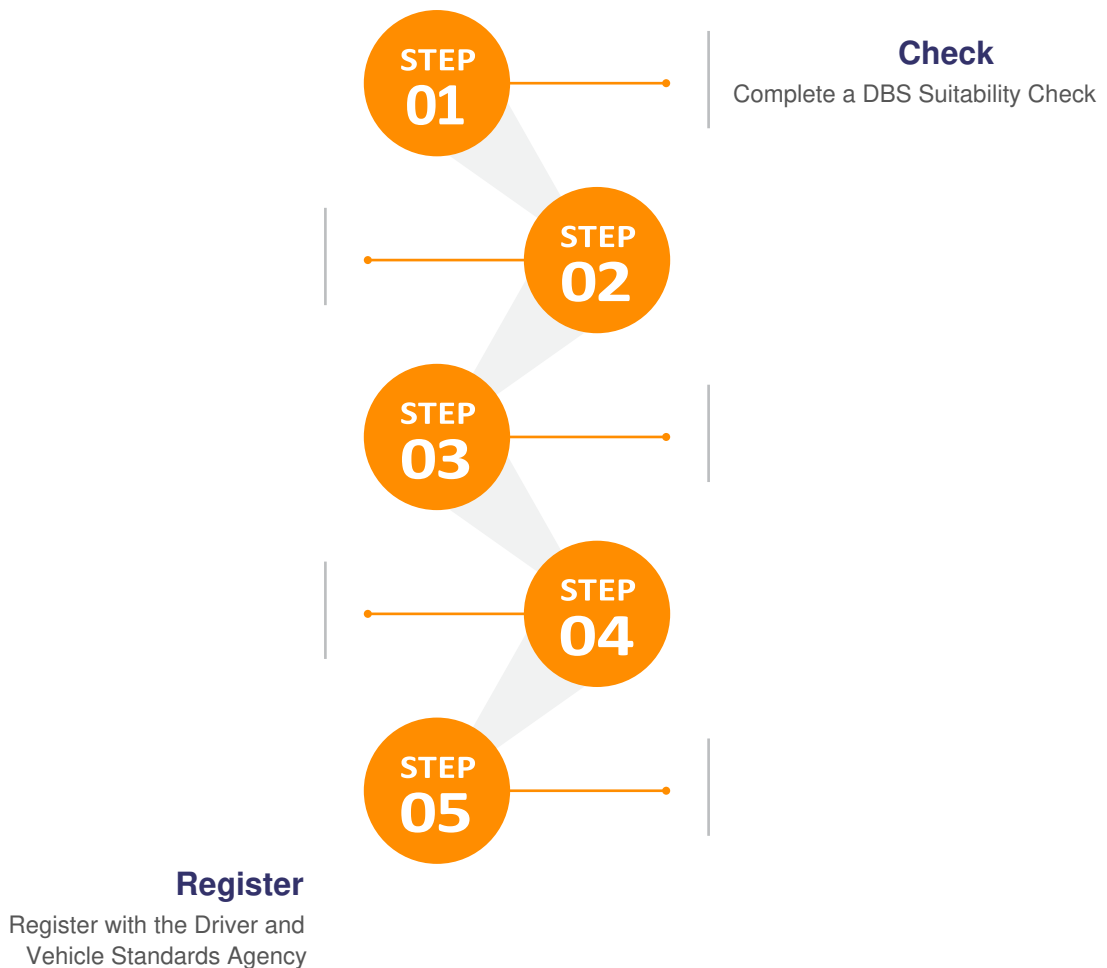 STEP
01
Check
Complete a DBS Suitability Check
STEP
02
STEP
03
STEP
04
STEP
05
Register
Register with the Driver and
Vehicle Standards Agency